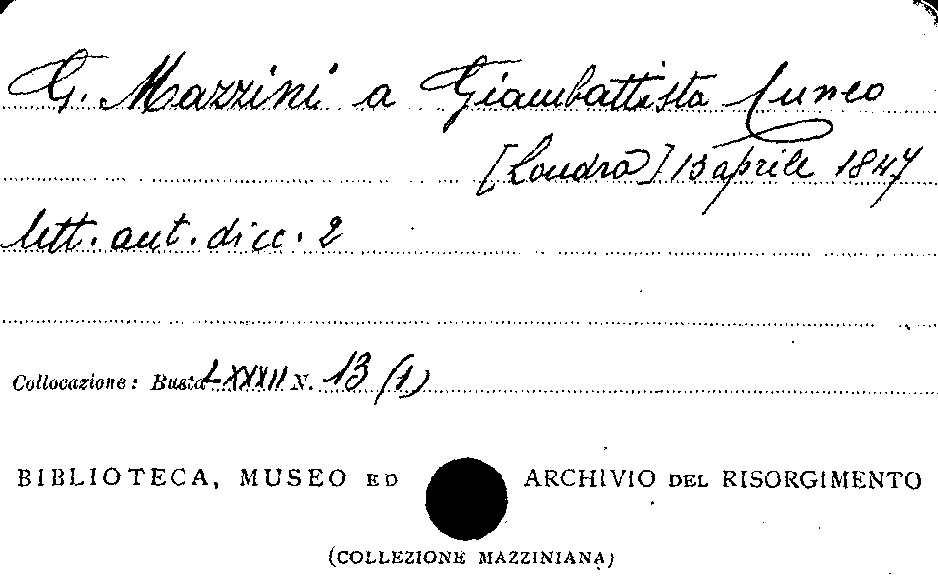 G. Mazzini a Giambattista Cuneo
[Londra] 13 aprile 1847
lett. aut. di cc. 2
Collocazione: Busta LXXXII N. 13 (1)
BIBLIOTECA, MUSEO ED ARCHIVIO DEL RISORGIMENTO
(COLLEZIONE MAZZINIANA)